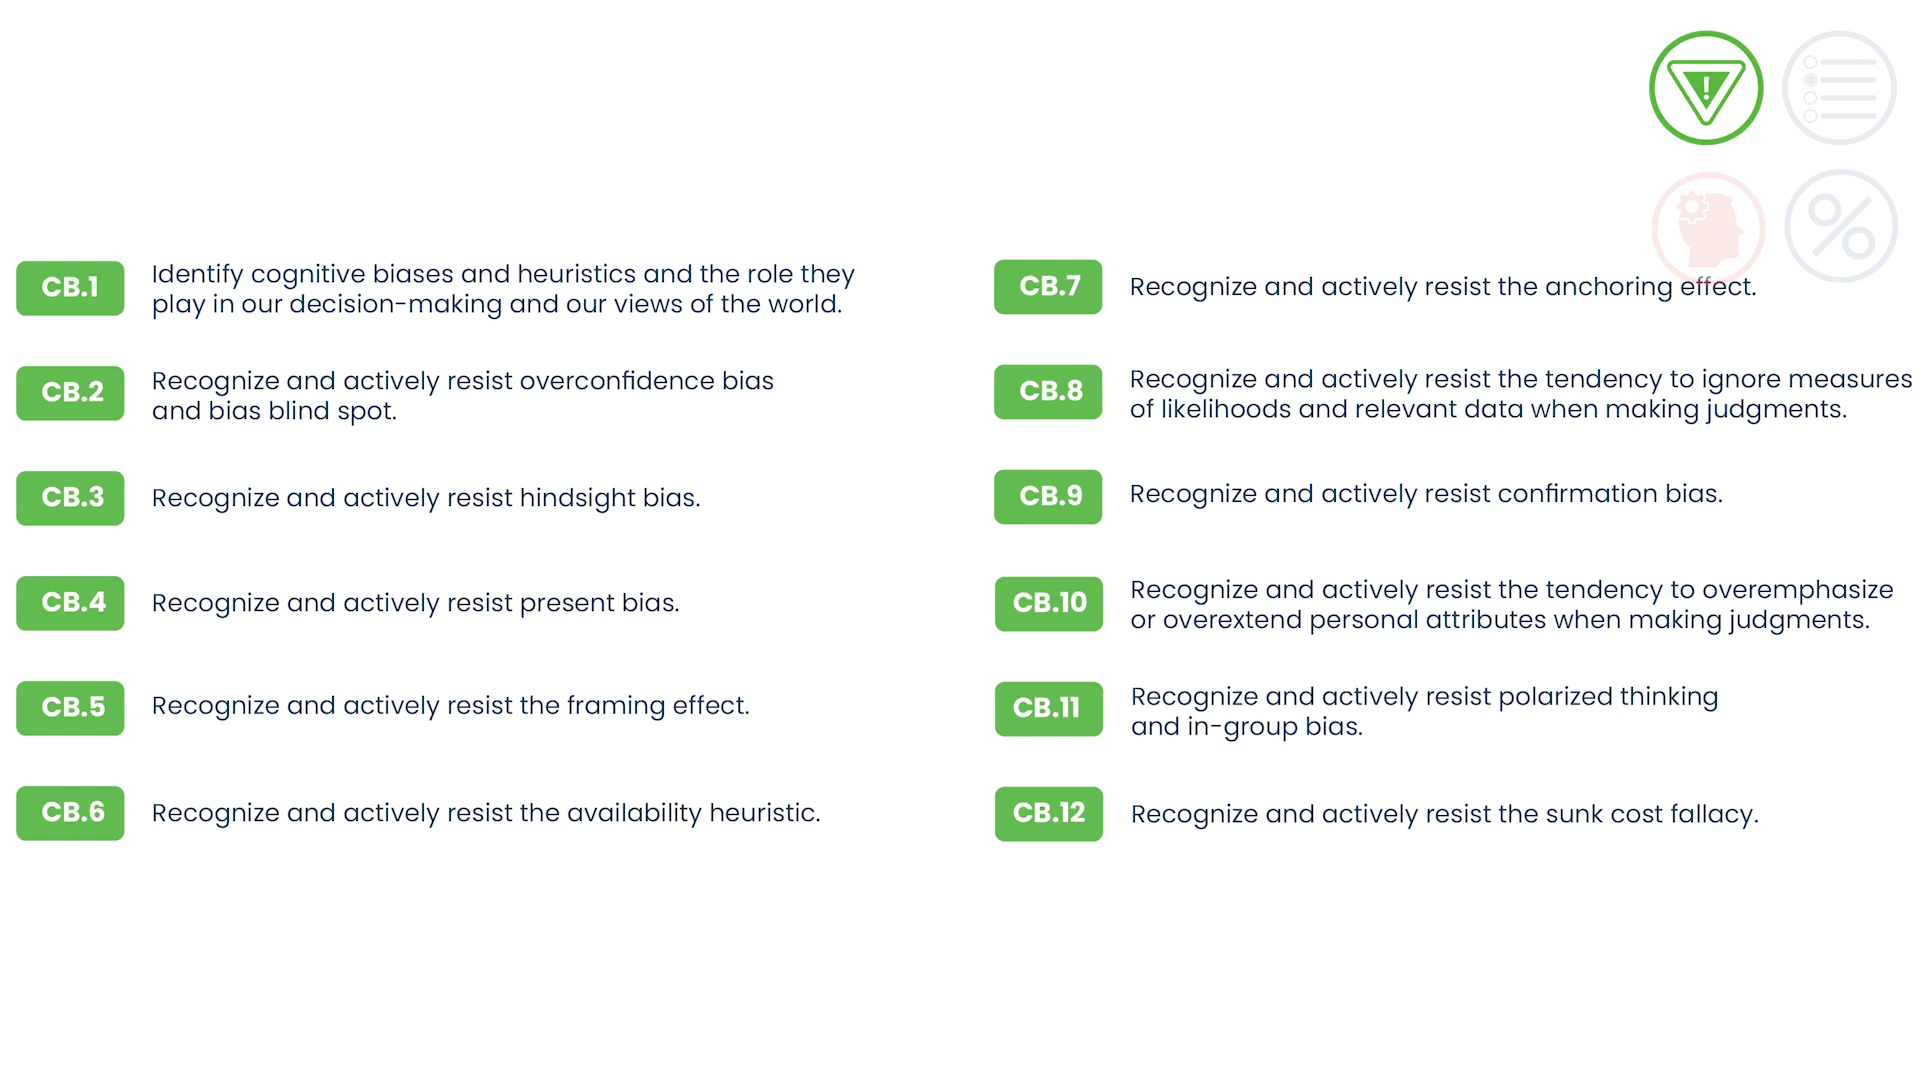 CB.1
Identify cognitive biases and heuristics and the role they
play in our decision-making and our views of the world.
CB.2
Recognize and actively resist overconfidence bias
and bias blind spot.
CB.3
Recognize and actively resist hindsight bias.
CB.4
Recognize and actively resist present bias.
CB.5
Recognize and actively resist the framing effect.
CB.6
Recognize and actively resist the availability heuristic.
CB.7
Recognize and actively resist the anchoring effect.
CB.8
Recognize and actively resist the tendency to ignore measures
of likelihoods and relevant data when making judgments.
CB.9
Recognize and actively resist confirmation bias.
CB.10
Recognize and actively resist the tendency to overemphasize
or overextend personal attributes when making judgments.
CB.11
Recognize and actively resist polarized thinking
and in-group bias.
CB.12
Recognize and actively resist the sunk cost fallacy.